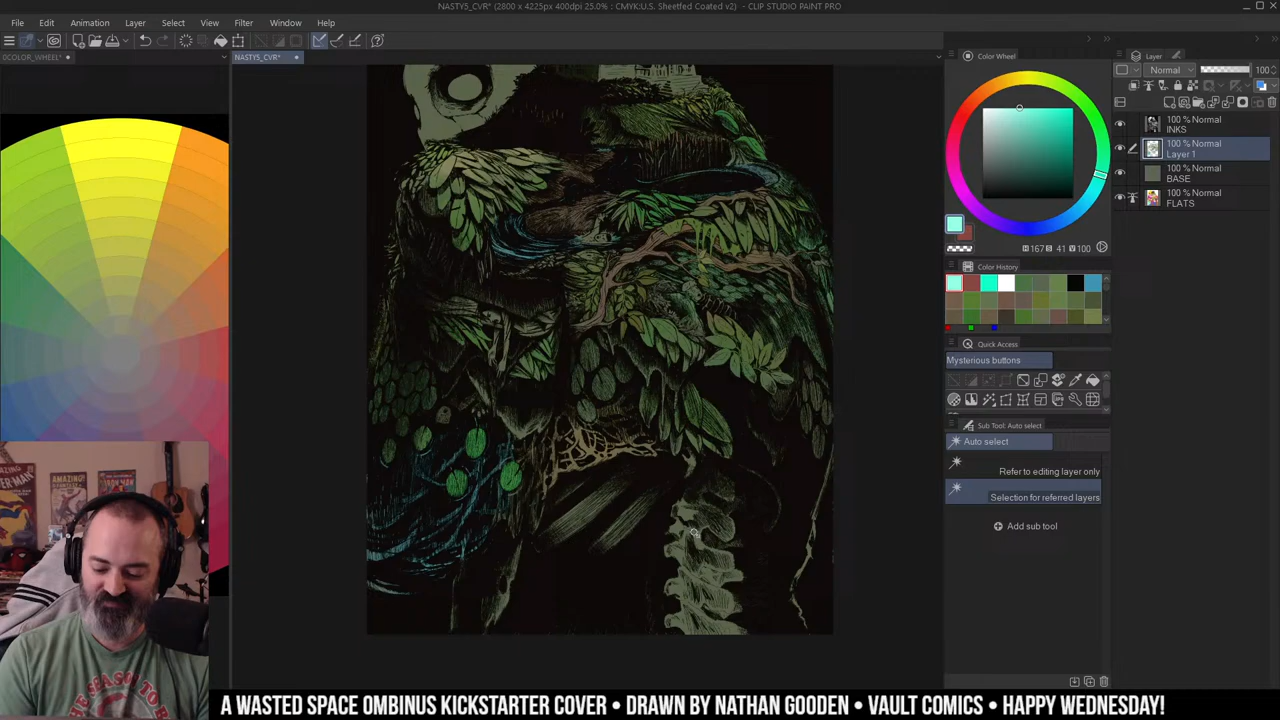 NASTY5_CVR* (2800 x 4225px 400dpi 25.0% : CMYK:U.S. Sheetfed Coated v2) - CLIP STUDIO PAINT PRO
File Edit Animation Layer Select View Filter Window Help
0COLOR_WHEEL*
NASTY5_CVR*
Color Wheel
H 167 S 41 V 100
Color History
Quick Access
Mysterious buttons
Sub Tool: Auto select
Auto select
Refer to editing layer only
Selection for referred layers
Add sub tool
Layer
Normal 100
100 % Normal
INKS
100 % Normal
Layer 1
100 % Normal
BASE
100 % Normal
FLATS
AMAZING
A WASTED SPACE OMBINUS KICKSTARTER COVER • DRAWN BY NATHAN GOODEN • VAULT COMICS • HAPPY WEDNESDAY!